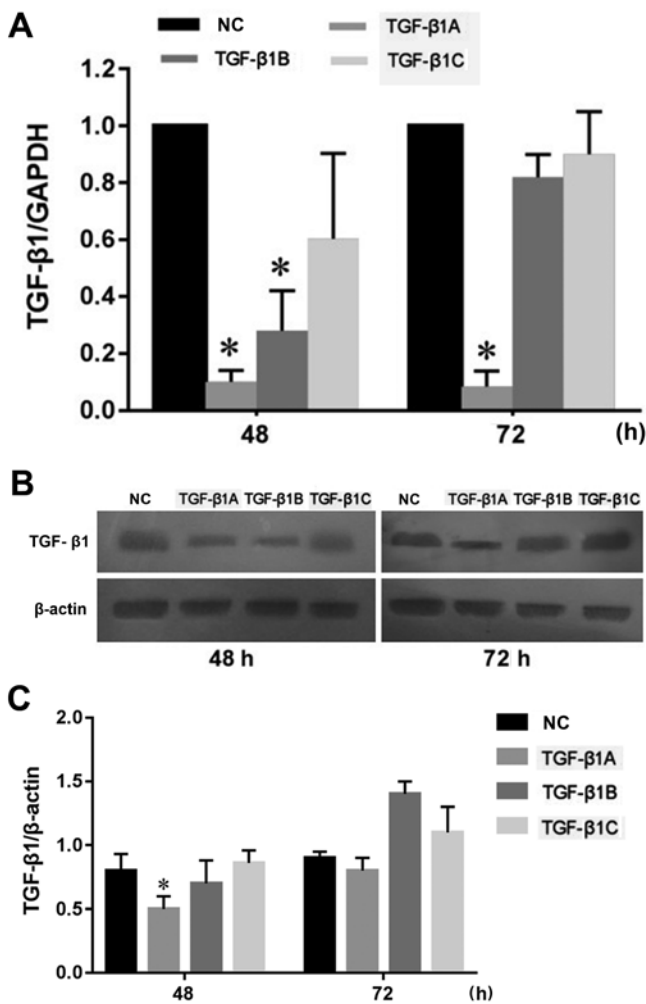 A
NC
TGF-β1A
TGF-β1B
TGF-β1C
TGF-β1/GAPDH
1.2
1.0
0.8
0.6
0.4
0.2
0.0
*
*
*
48
72
(h)
B
NC
TGF-β1A
TGF-β1B
TGF-β1C
NC
TGF-β1A
TGF-β1B
TGF-β1C
TGF- β1
β-actin
48 h
72 h
C
TGF-β1/β-actin
2.0
1.5
1.0
0.5
0.0
*
48
72
(h)
NC
TGF-β1A
TGF-β1B
TGF-β1C